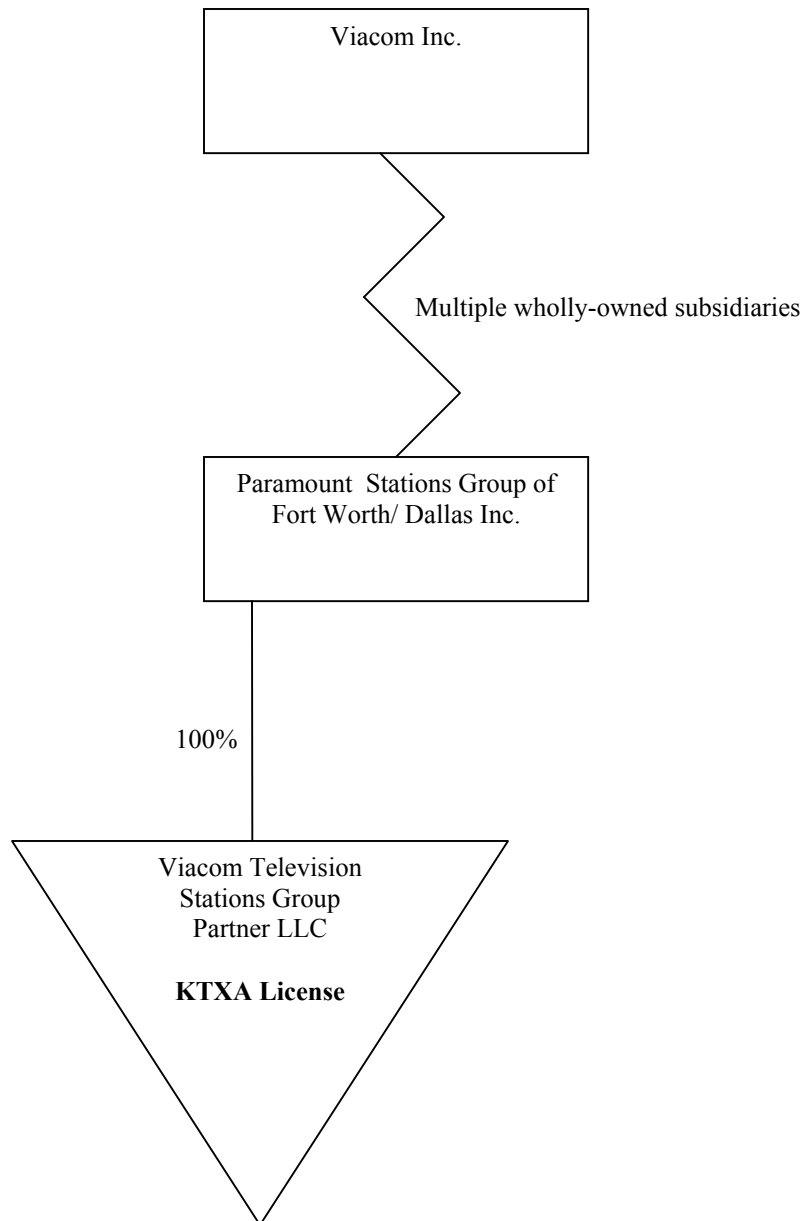 Viacom Inc.
Multiple wholly-owned subsidiaries
Paramount  Stations Group of
Fort Worth/ Dallas Inc.
100%
Viacom Television
Stations Group
Partner LLC
KTXA License